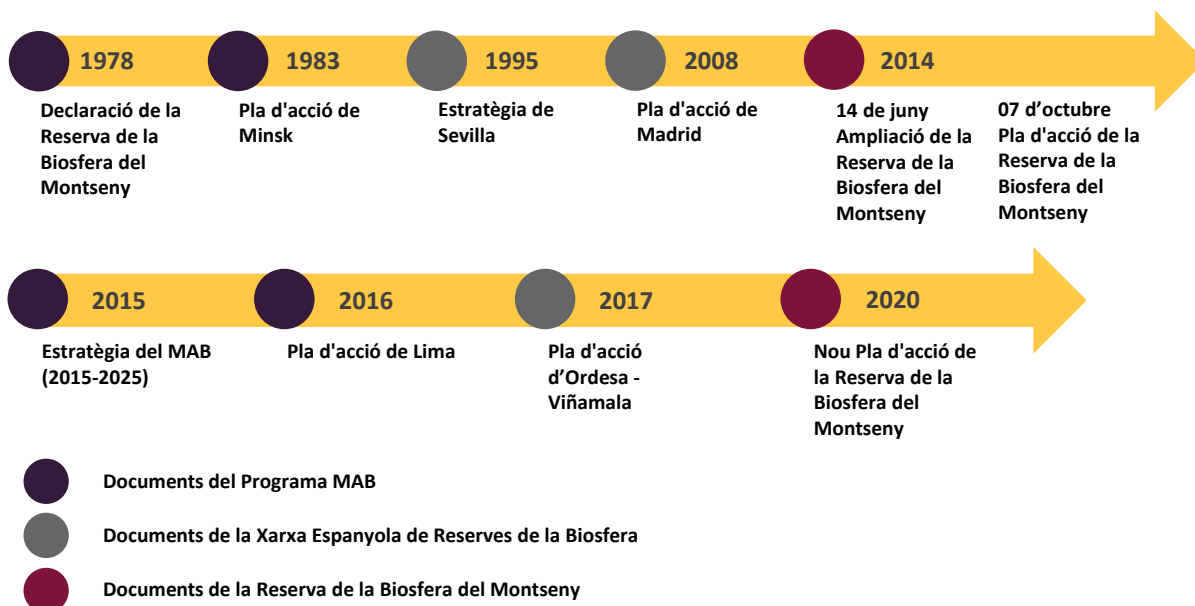 1978
1983
1995
2008
2014
Declaració de la
Reserva de la
Biosfera del
Montseny
Pla d'acció de
Minsk
Estratègia de
Sevilla
Pla d'acció de
Madrid
14 de juny
Ampliació de la
Reserva de la
Biosfera del
Montseny
07 d’octubre
Pla d'acció de la
Reserva de la
Biosfera del
Montseny
2015
2016
2017
2020
Estratègia del MAB
(2015-2025)
Pla d'acció de Lima
Pla d'acció
d’Ordesa -
Viñamala
Nou Pla d'acció de
la Reserva de la
Biosfera del
Montseny
Documents del Programa MAB
Documents de la Xarxa Espanyola de Reserves de la Biosfera
Documents de la Reserva de la Biosfera del Montseny